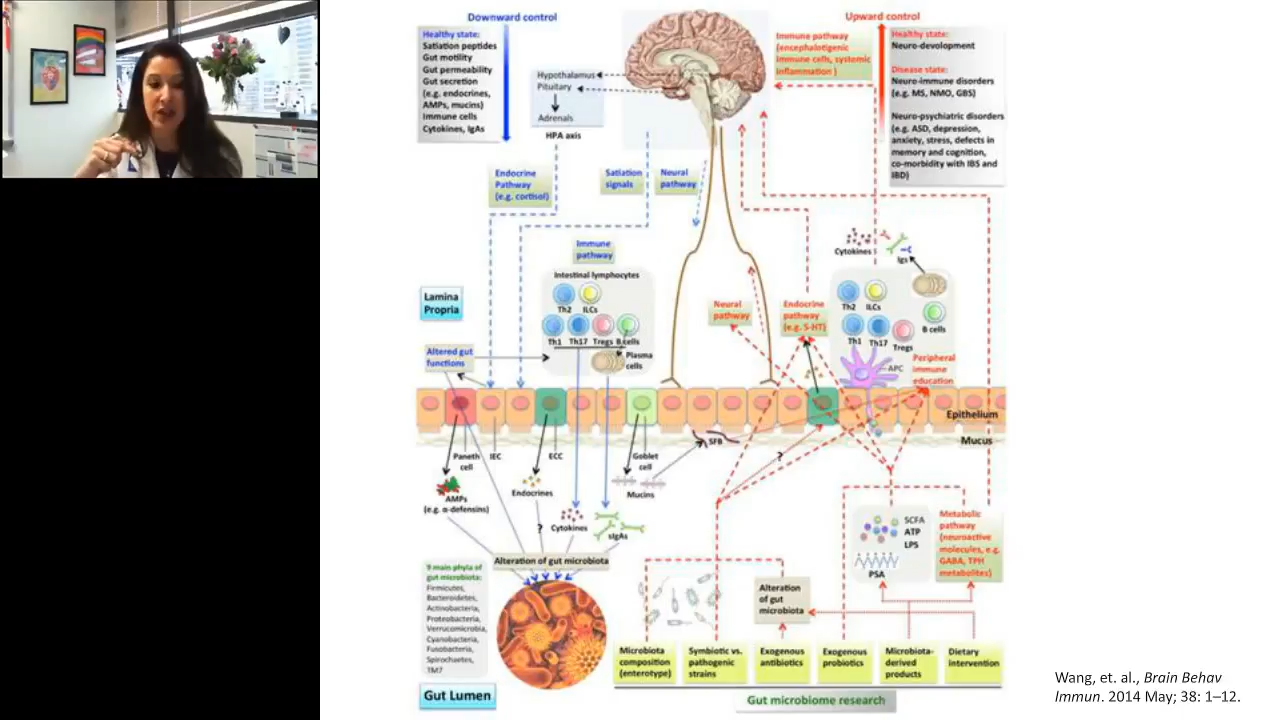 Downward control
Healthy state:
Satiation peptides
Gut motility
Gut permeability
Gut secretion
(e.g. endocrines,
AMPs, mucins)
Immune cells
Cytokines, IgAs
Hypothalamus
Pituitary
Adrenals
HPA axis
Endocrine
Pathway
(e.g. cortisol)
Satiation
signals
Neural
pathway
Upward control
Immune pathway
(encephalotigenic
immune cells, systemic
inflammation )
Healthy state:
Neuro-development
Disease state:
Neuro-immune disorders
(e.g. MS, NMO, GBS)
Neuro-psychiatric disorders
(e.g. ASD, depression,
anxiety, stress, defects in
memory and cognition,
co-morbidity with IBS and
IBD)
Immune
pathway
Intestinal lymphocytes
Th2
ILCs
Th1
Th17
Tregs
B cells
Plasma
cells
Lamina
Propria
Altered gut
functions
Neural
pathway
Endocrine
pathway
(e.g. 5-HT)
Cytokines
Igs
Th2
ILCs
B cells
Th1
Th17
Tregs
APC
Peripheral
immune
education
Epithelium
Mucus
Paneth
cell
IEC
ECC
Goblet
cell
SFB
?
AMPs
(e.g. α-defensins)
Endocrines
Mucins
?
Cytokines
sIgAs
Alteration of gut microbiota
9 main phyla of
gut microbiota:
Firmicutes,
Bacteroidetes,
Actinobacteria,
Proteobacteria,
Verrucomicrobia,
Cyanobacteria,
Fusobacteria,
Spirochaetes,
TM7
Gut Lumen
SCFA
ATP
LPS
PSA
Metabolic
pathway
(neuroactive
molecules, e.g.
GABA, TPH
metabolites)
Alteration
of gut
microbiota
Microbiota
composition
(enterotype)
Symbiotic vs.
pathogenic
strains
Exogenous
antibiotics
Exogenous
probiotics
Microbiota-
derived
products
Dietary
intervention
Gut microbiome research
Wang, et. al., Brain Behav
Immun. 2014 May; 38: 1–12.